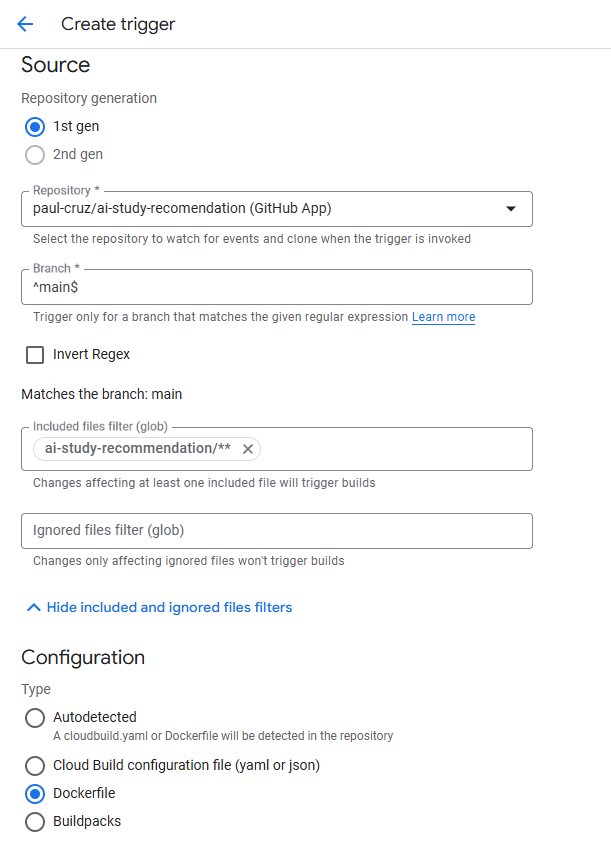 Create trigger
Source
Repository generation
1st gen
2nd gen
Repository *
paul-cruz/ai-study-recomendation (GitHub App)
Select the repository to watch for events and clone when the trigger is invoked
Branch *
^main$
Trigger only for a branch that matches the given regular expression Learn more
Invert Regex
Matches the branch: main
Included files filter (glob)
ai-study-recommendation/**
Changes affecting at least one included file will trigger builds
Ignored files filter (glob)
Changes only affecting ignored files won't trigger builds
Hide included and ignored files filters
Configuration
Type
Autodetected
A cloudbuild.yaml or Dockerfile will be detected in the repository
Cloud Build configuration file (yaml or json)
Dockerfile
Buildpacks